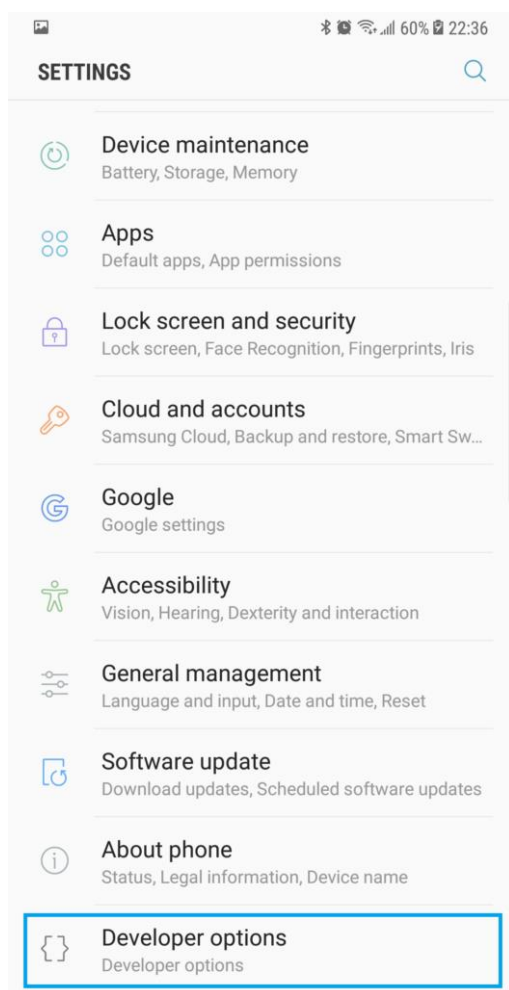 60% 22:36
SETTINGS
Device maintenance
Battery, Storage, Memory
Apps
Default apps, App permissions
Lock screen and security
Lock screen, Face Recognition, Fingerprints, Iris
Cloud and accounts
Samsung Cloud, Backup and restore, Smart Sw...
Google
Google settings
Accessibility
Vision, Hearing, Dexterity and interaction
General management
Language and input, Date and time, Reset
Software update
Download updates, Scheduled software updates
About phone
Status, Legal information, Device name
Developer options
Developer options